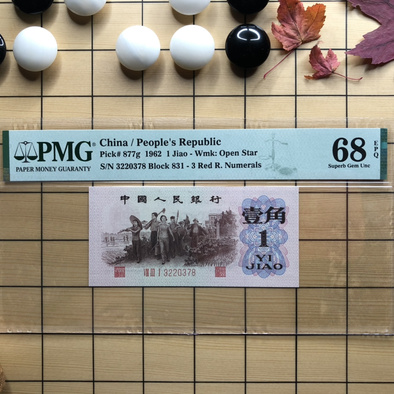 PMG®
PAPER MONEY GUARANTY
China / People's Republic
Pick# 877g 1962 1 Jiao - Wmk: Open Star
S/N 3220378 Block 831 - 3 Red R. Numerals
68
EPQ
Superb Gem Unc
中国人民银行
壹角
1
YI
JIAO
VIII III I 3220378